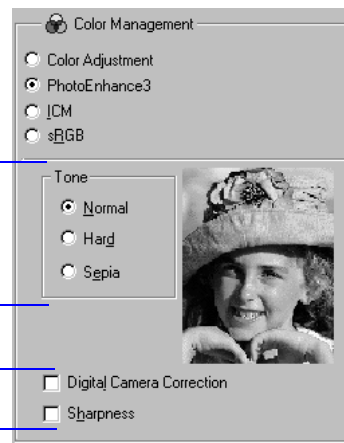 Color Management
Color Adjustment
PhotoEnhance3
ICM
sRGB
Tone
Normal
Hard
Sepia
Digital Camera Correction
Sharpness